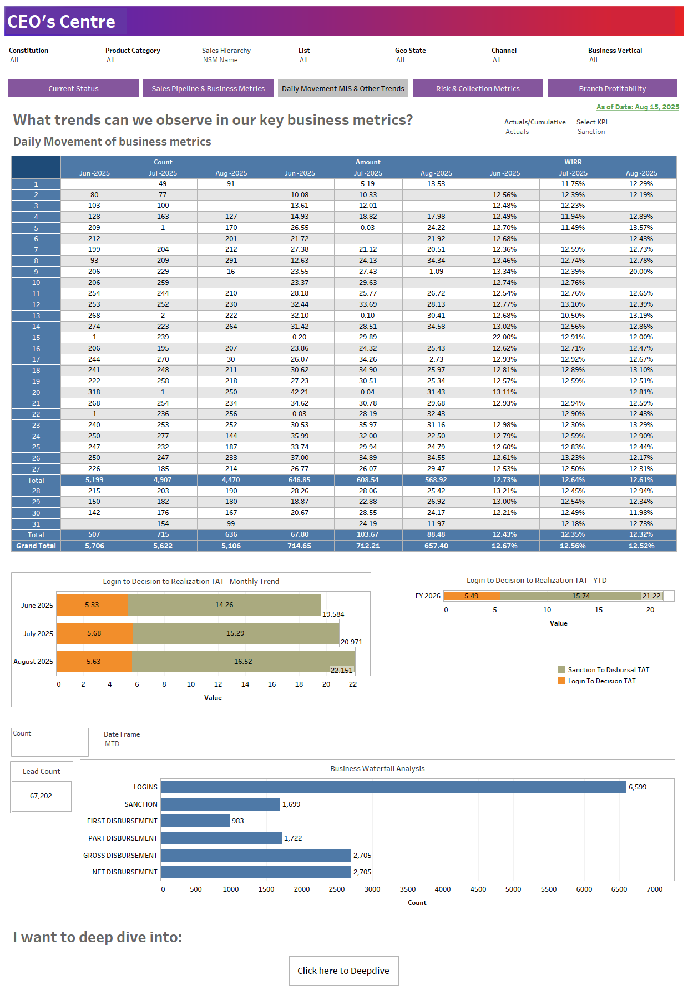 CEO's Centre
Constitution Product Category Sales Hierarchy List Geo State Channel Business Vertical
All All NSM Name All All All All
Current Status Sales Pipeline & Business Metrics Daily Movement MIS & Other Trends Risk & Collection Metrics Branch Profitability
As of Date: Aug 15, 2025
What trends can we observe in our key business metrics?
Actuals/Cumulative Select KPI
Actuals Sanction
Daily Movement of business metrics
Count Amount WIRR
Jun -2025 Jul -2025 Aug -2025 Jun -2025 Jul -2025 Aug -2025 Jun -2025 Jul -2025 Aug -2025
1 49 91 5.19 13.53 11.75% 12.29%
2 80 77 10.08 10.33 12.56% 12.39% 12.19%
3 103 100 13.61 12.01 12.48% 12.23%
4 128 163 127 14.93 18.82 17.98 12.49% 11.94% 12.89%
5 209 1 170 26.55 0.03 24.22 12.70% 11.49% 13.57%
6 212 201 21.72 21.92 12.68% 12.43%
7 199 204 212 27.38 21.12 20.51 12.36% 12.59% 12.73%
8 93 209 291 12.63 24.13 34.34 13.46% 12.74% 12.78%
9 206 229 16 23.55 27.43 1.09 13.34% 12.39% 20.00%
10 206 259 23.37 29.63 12.74% 12.76%
11 254 244 210 28.18 25.77 26.72 12.54% 12.76% 12.65%
12 253 252 230 32.44 33.69 28.13 12.77% 13.10% 12.39%
13 268 2 222 32.10 0.10 30.41 12.68% 10.50% 13.19%
14 274 223 264 31.42 28.51 34.58 13.02% 12.56% 12.86%
15 1 239 0.20 29.89 22.00% 12.91% 12.00%
16 206 195 207 23.86 24.32 25.43 12.62% 12.71% 12.47%
17 244 270 30 26.07 34.26 2.73 12.93% 12.92% 12.67%
18 241 248 211 30.62 34.90 25.97 12.81% 12.89% 13.10%
19 222 258 218 27.23 30.51 25.34 12.57% 12.59% 12.51%
20 318 1 250 42.21 0.04 31.43 13.11% 12.81%
21 268 254 234 34.62 30.78 29.68 12.93% 12.94% 12.59%
22 1 236 256 0.03 28.19 32.43 12.90% 12.43%
23 240 253 252 30.53 35.97 31.16 12.98% 12.30% 13.29%
24 250 277 144 35.99 32.00 22.50 12.79% 12.59% 12.90%
25 247 232 187 33.74 29.94 24.79 12.60% 12.83% 12.44%
26 250 247 233 37.00 34.89 34.55 12.61% 13.23% 12.17%
27 226 185 214 26.77 26.07 29.47 12.53% 12.50% 12.31%
Total 5,199 4,907 4,470 646.85 608.54 568.92 12.73% 12.64% 12.61%
28 215 203 190 28.26 28.06 25.42 13.21% 12.45% 12.94%
29 150 182 180 18.87 22.88 26.92 13.00% 12.54% 12.34%
30 142 176 167 20.67 28.55 24.17 12.21% 12.49% 11.98%
31 154 99 24.19 11.97 12.18% 12.73%
Total 507 715 636 67.80 103.67 88.48 12.43% 12.35% 12.32%
Grand Total 5,706 5,622 5,106 714.65 712.21 657.40 12.67% 12.56% 12.52%
Login to Decision to Realization TAT - Monthly Trend
June 2025 5.33 14.26 19.584
July 2025 5.68 15.29 20.971
August 2025 5.63 16.52 22.151
0 2 4 6 8 10 12 14 16 18 20 22
Value
Login to Decision to Realization TAT - YTD
FY 2026 5.49 15.74 21.22
0 5 10 15 20
Value
Sanction To Disbursal TAT
Login To Decision TAT
Count
Date Frame
MTD
Lead Count
67,202
Business Waterfall Analysis
LOGINS 6,599
SANCTION 1,699
FIRST DISBURSEMENT 983
PART DISBURSEMENT 1,722
GROSS DISBURSEMENT 2,705
NET DISBURSEMENT 2,705
0 500 1000 1500 2000 2500 3000 3500 4000 4500 5000 5500 6000 6500 7000
Count
I want to deep dive into:
Click here to Deepdive